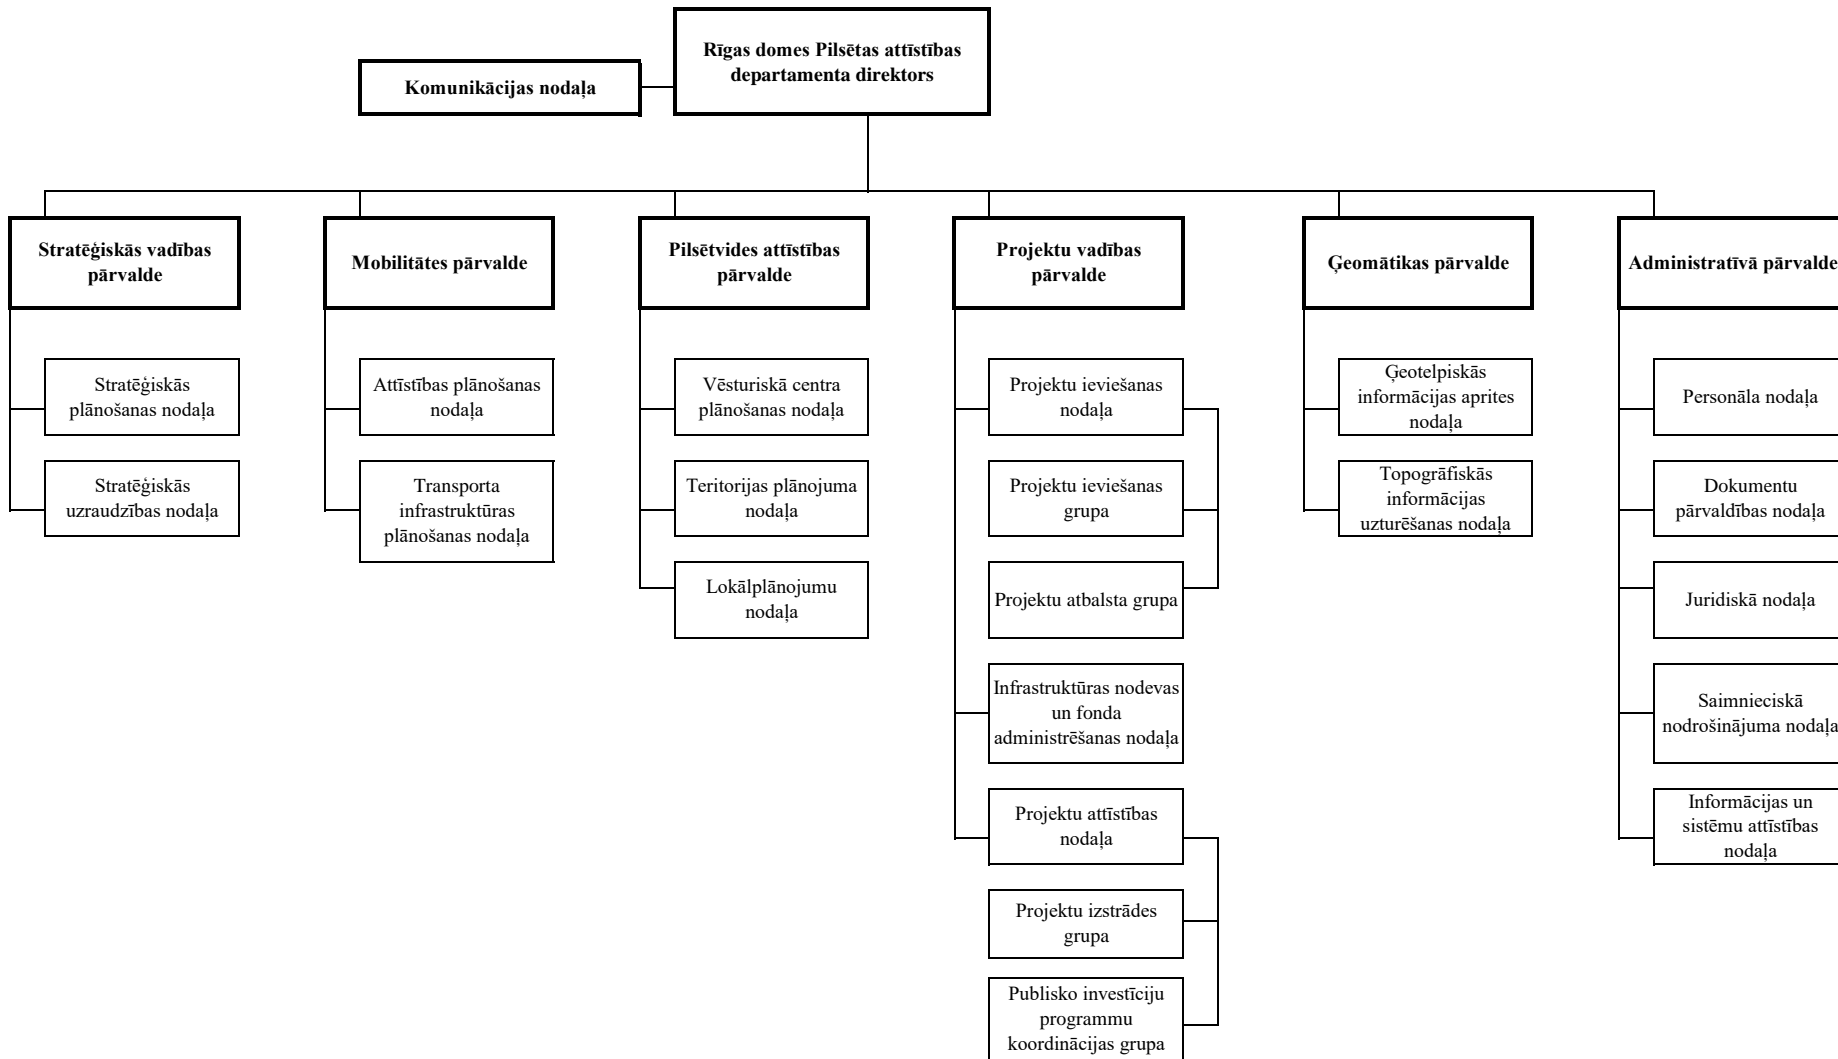 Rīgas domes Pilsētas attīstības
departamenta direktors
Komunikācijas nodaļa
Stratēģiskās vadības
pārvalde
Stratēģiskās
plānošanas nodaļa
Stratēģiskās
uzraudzības nodaļa
Mobilitātes pārvalde
Attīstības plānošanas
nodaļa
Transporta
infrastruktūras
plānošanas nodaļa
Pilsētvides attīstības
pārvalde
Vēsturiskā centra
plānošanas nodaļa
Teritorijas plānojuma
nodaļa
Lokālplānojumu
nodaļa
Projektu vadības
pārvalde
Projektu ieviešanas
nodaļa
Projektu ieviešanas
grupa
Projektu atbalsta grupa
Infrastruktūras nodevas
un fonda
administrēšanas nodaļa
Projektu attīstības
nodaļa
Projektu izstrādes
grupa
Publisko investīciju
programmu
koordinācijas grupa
Ģeomātikas pārvalde
Ģeotelpiskās
informācijas aprites
nodaļa
Topogrāfiskās
informācijas
uzturēšanas nodaļa
Administratīvā pārvalde
Personāla nodaļa
Dokumentu
pārvaldības nodaļa
Juridiskā nodaļa
Saimnieciskā
nodrošinājuma nodaļa
Informācijas un
sistēmu attīstības
nodaļa